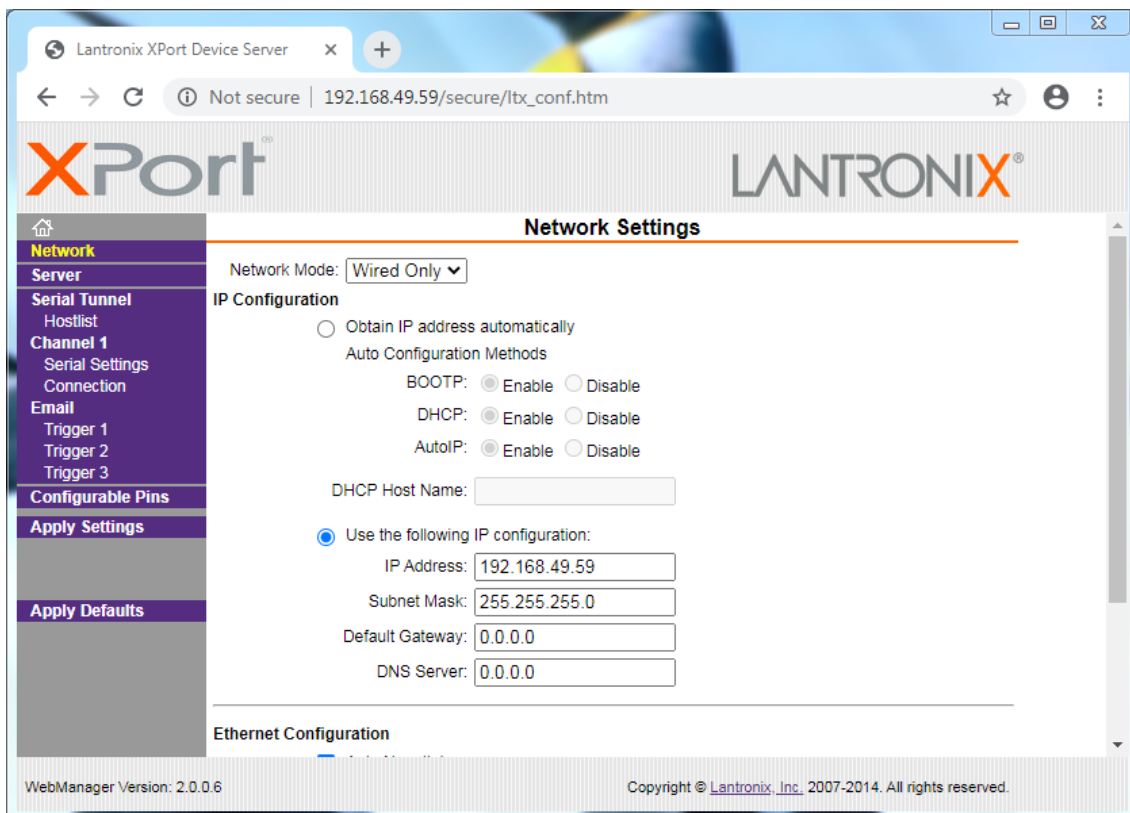 Lantronix XPort Device Server
Not secure | 192.168.49.59/secure/ltx_conf.htm
XPort®
LANTRONIX®
Network
Server
Serial Tunnel
Hostlist
Channel 1
Serial Settings
Connection
Email
Trigger 1
Trigger 2
Trigger 3
Configurable Pins
Apply Settings
Apply Defaults
Network Settings
Network Mode: Wired Only
IP Configuration
Obtain IP address automatically
Auto Configuration Methods
BOOTP: Enable Disable
DHCP: Enable Disable
AutoIP: Enable Disable
DHCP Host Name:
Use the following IP configuration:
IP Address: 192.168.49.59
Subnet Mask: 255.255.255.0
Default Gateway: 0.0.0.0
DNS Server: 0.0.0.0
Ethernet Configuration
WebManager Version: 2.0.0.6
Copyright © Lantronix, Inc. 2007-2014. All rights reserved.